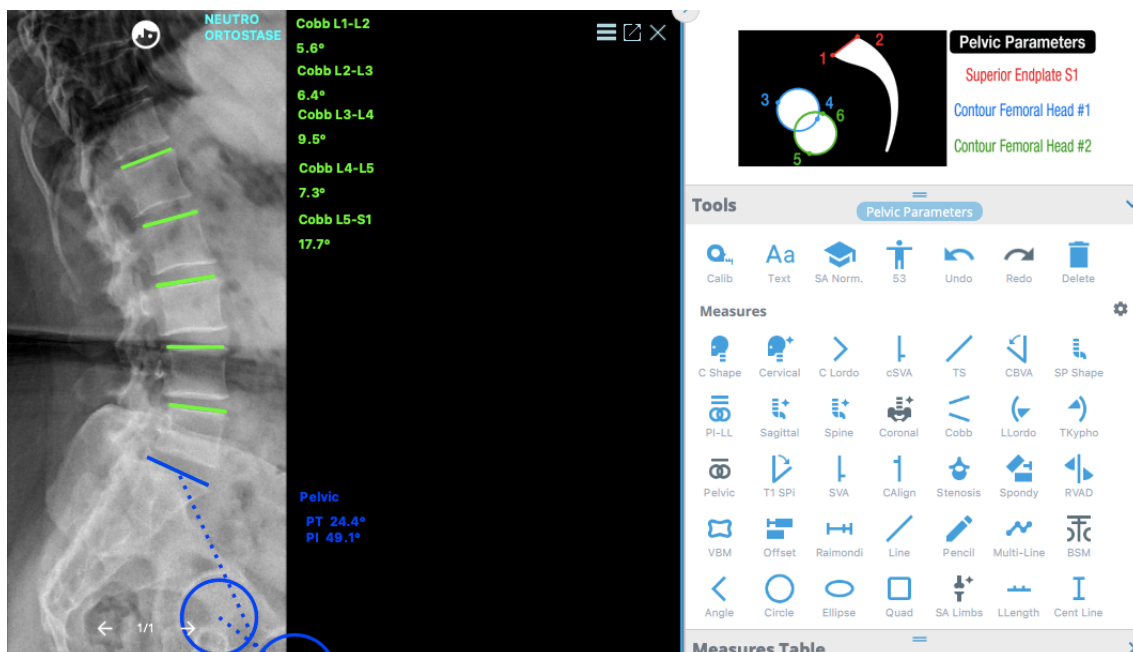 NEUTRO
ORTOSTASE
Cobb L1-L2
5.6°
Cobb L2-L3
6.4°
Cobb L3-L4
9.5°
Cobb L4-L5
7.3°
Cobb L5-S1
17.7°
Pelvic
PT 24.4°
PI 49.1°
1/1
1
2
3
4
5
6
Pelvic Parameters
Superior Endplate S1
Contour Femoral Head #1
Contour Femoral Head #2
Tools
Pelvic Parameters
Aa
Calib Text SA Norm. 53 Undo Redo Delete
Measures
C Shape Cervical C Lordo cSVA TS CBVA SP Shape
PI-LL Sagittal Spine Coronal Cobb LLordo TKypho
Pelvic T1 SPi SVA CAlign Stenosis Spondy RVAD
VBM Offset Raimondi Line Pencil Multi-Line BSM
Angle Circle Ellipse Quad SA Limbs LLength Cent Line
Measures Table